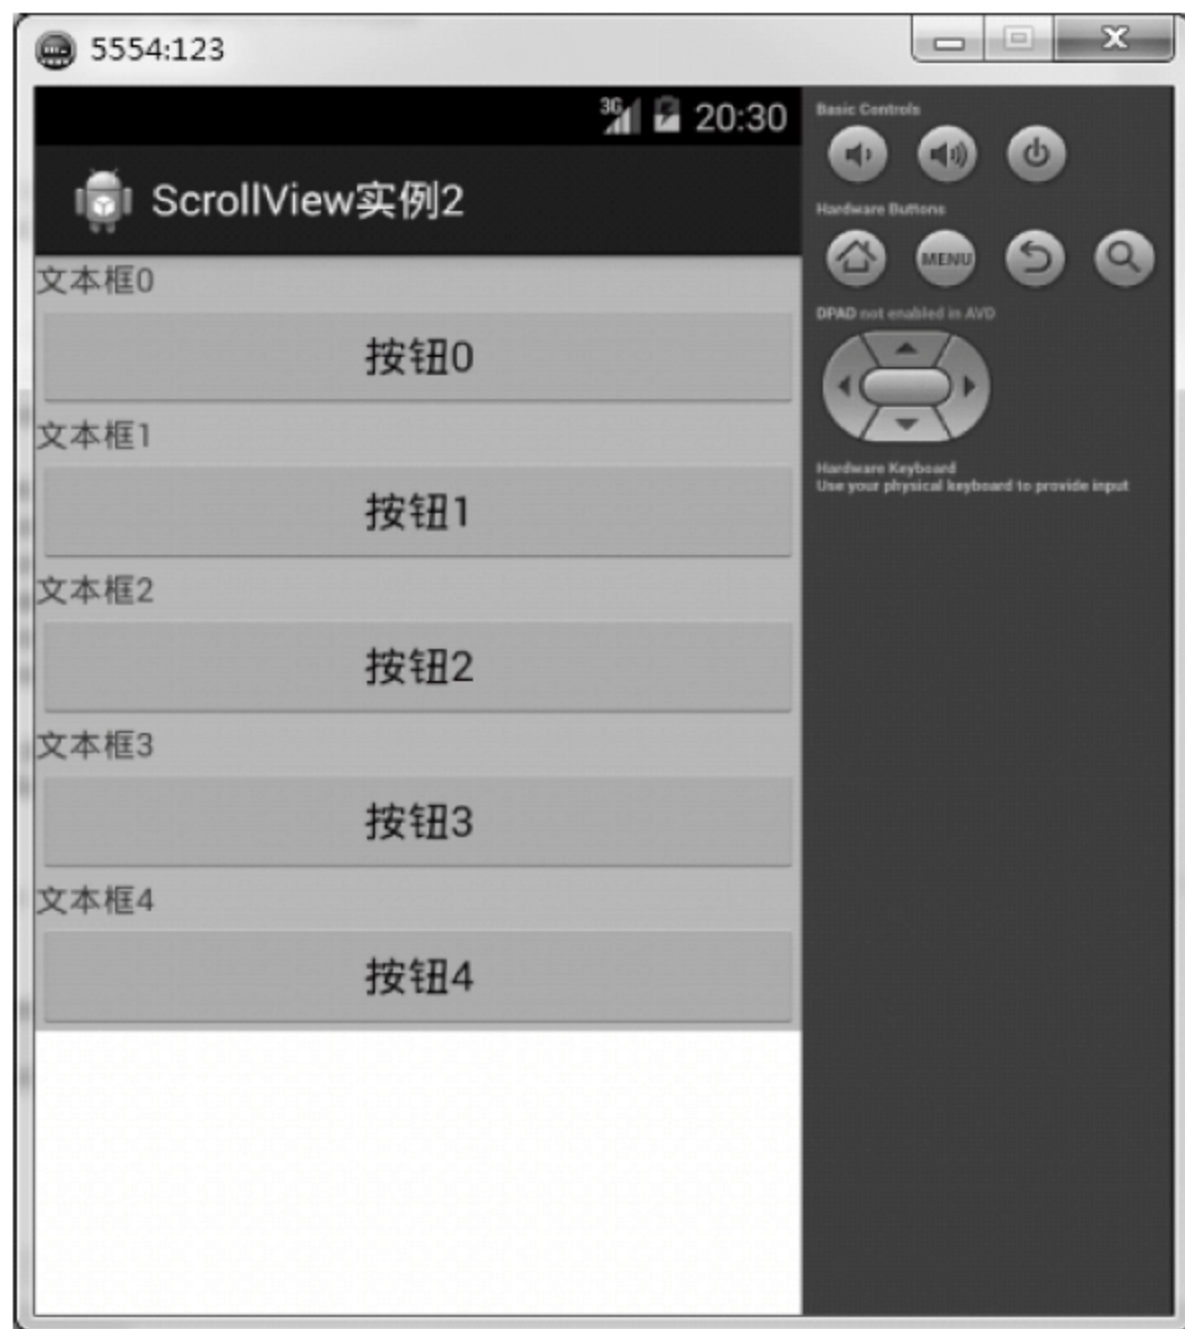 5554:123
3G 20:30
ScrollView实例2
文本框0
按钮0
文本框1
按钮1
文本框2
按钮2
文本框3
按钮3
文本框4
按钮4
Basic Controls
Hardware Buttons
MENU
DPAD not enabled in AVD
Hardware Keyboard
Use your physical keyboard to provide input